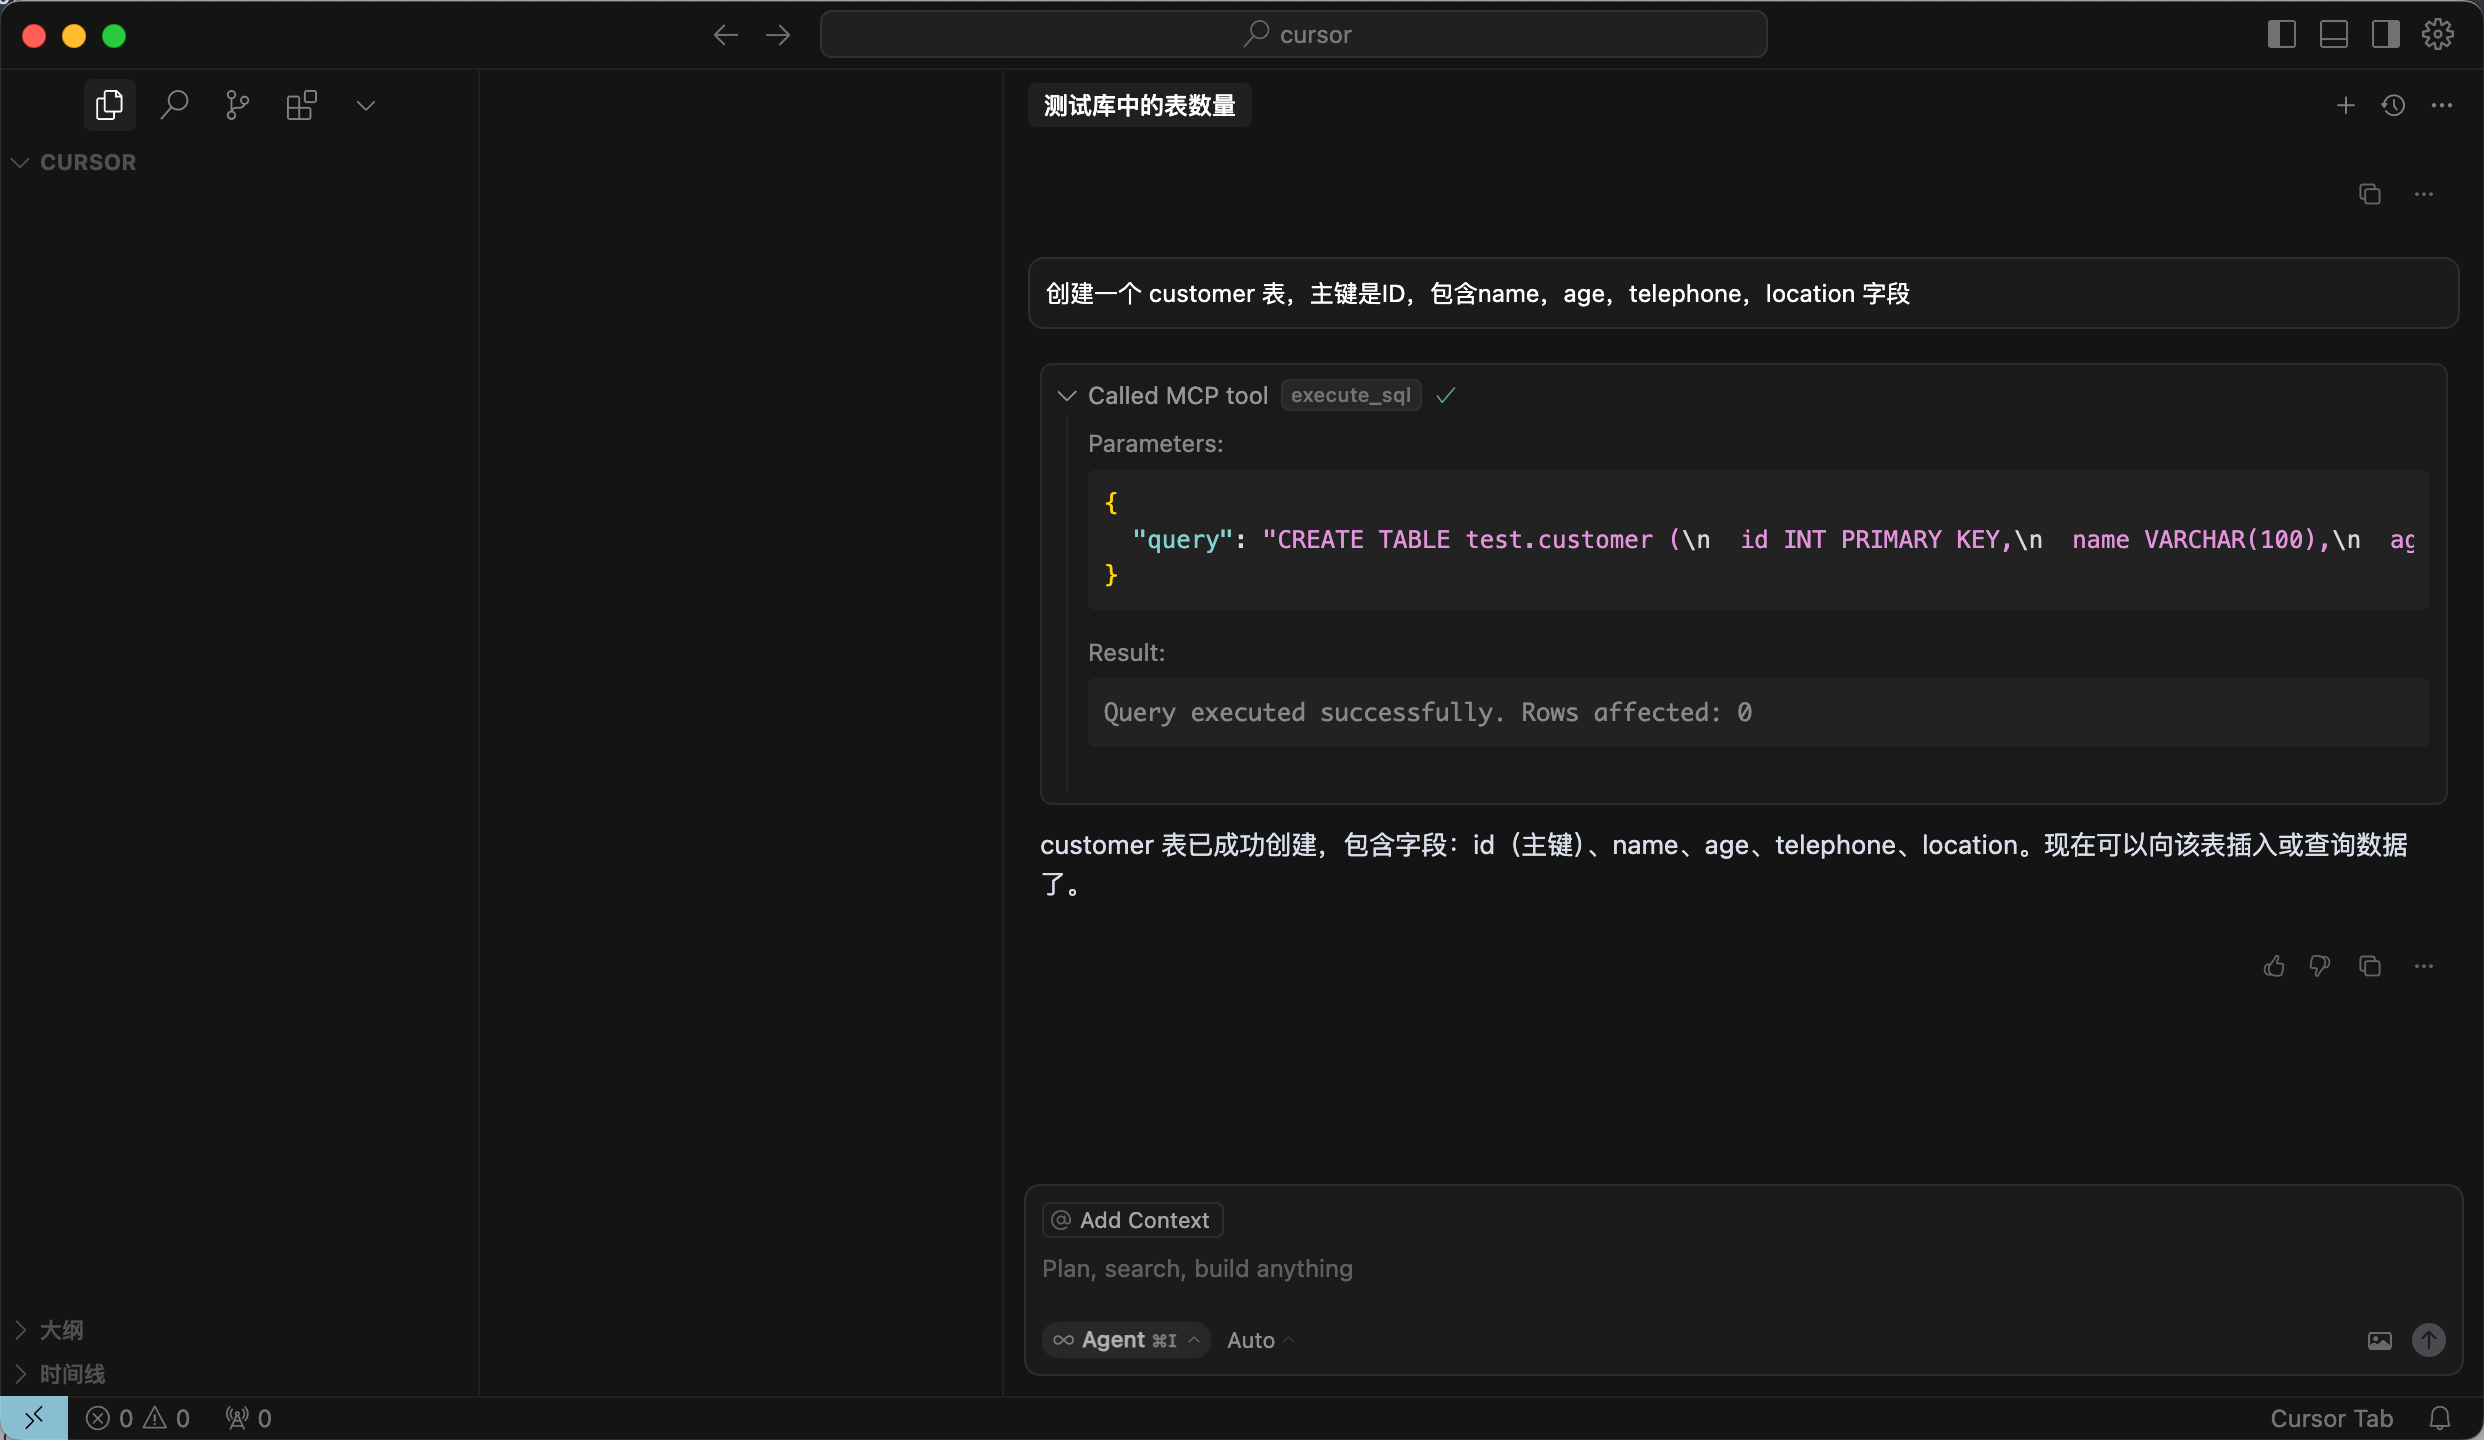 cursor
测试库中的表数量
CURSOR
创建一个 customer 表，主键是ID，包含name，age，telephone，location 字段
Called MCP tool execute_sql
Parameters:
{
"query": "CREATE TABLE test.customer (\n  id INT PRIMARY KEY,\n  name VARCHAR(100),\n  ag
}
Result:
Query executed successfully. Rows affected: 0
customer 表已成功创建，包含字段：id（主键）、name、age、telephone、location。现在可以向该表插入或查询数据
了。
@ Add Context
Plan, search, build anything
Agent ⌘I Auto
大纲
时间线
0 0 0 Cursor Tab